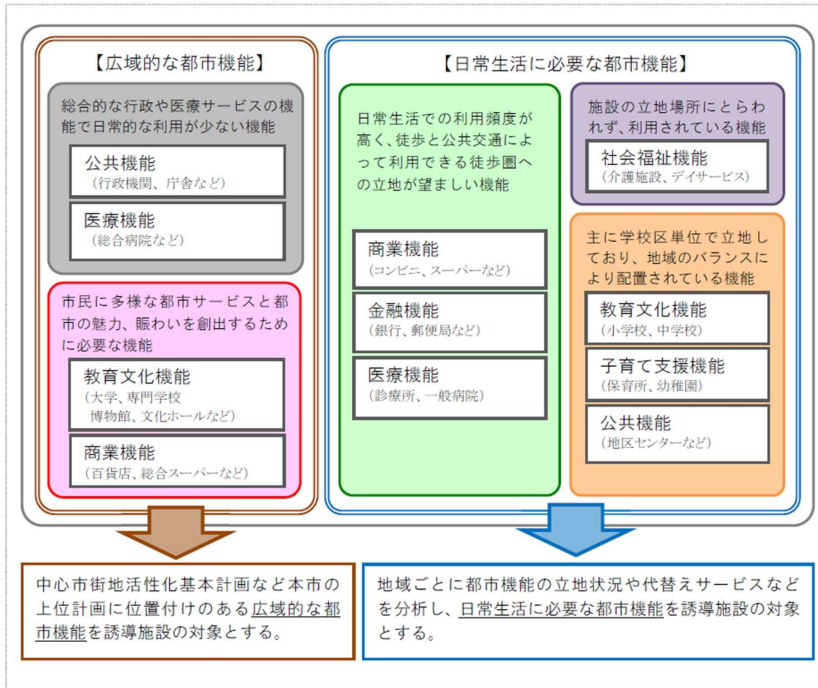 【広域的な都市機能】
総合的な行政や医療サービスの機
能で日常的な利用が少ない機能
公共機能
(行政機関、庁舎など)
医療機能
(総合病院など)
市民に多様な都市サービスと都
市の魅力、賑わいを創出するため
に必要な機能
教育文化機能
(大学、専門学校
博物館、文化ホールなど)
商業機能
(百貨店、総合スーパーなど)
【日常生活に必要な都市機能】
日常生活での利用頻度が
高く、徒歩と公共交通によ
って利用できる徒歩圏へ
の立地が望ましい機能
商業機能
(コンビニ、スーパーなど)
金融機能
(銀行、郵便局など)
医療機能
(診療所、一般病院)
施設の立地場所にとらわ
れず、利用されている機能
社会福祉機能
(介護施設、デイサービス)
主に学校区単位で立地し
ており、地域のバランスに
より配置されている機能
教育文化機能
(小学校、中学校)
子育て支援機能
(保育所、幼稚園)
公共機能
(地区センターなど)
中心市街地活性化基本計画など本市の
上位計画に位置付けのある広域的な都
市機能を誘導施設の対象とする。
地域ごとに都市機能の立地状況や代替えサービスなど
を分析し、日常生活に必要な都市機能を誘導施設の対象
とする。